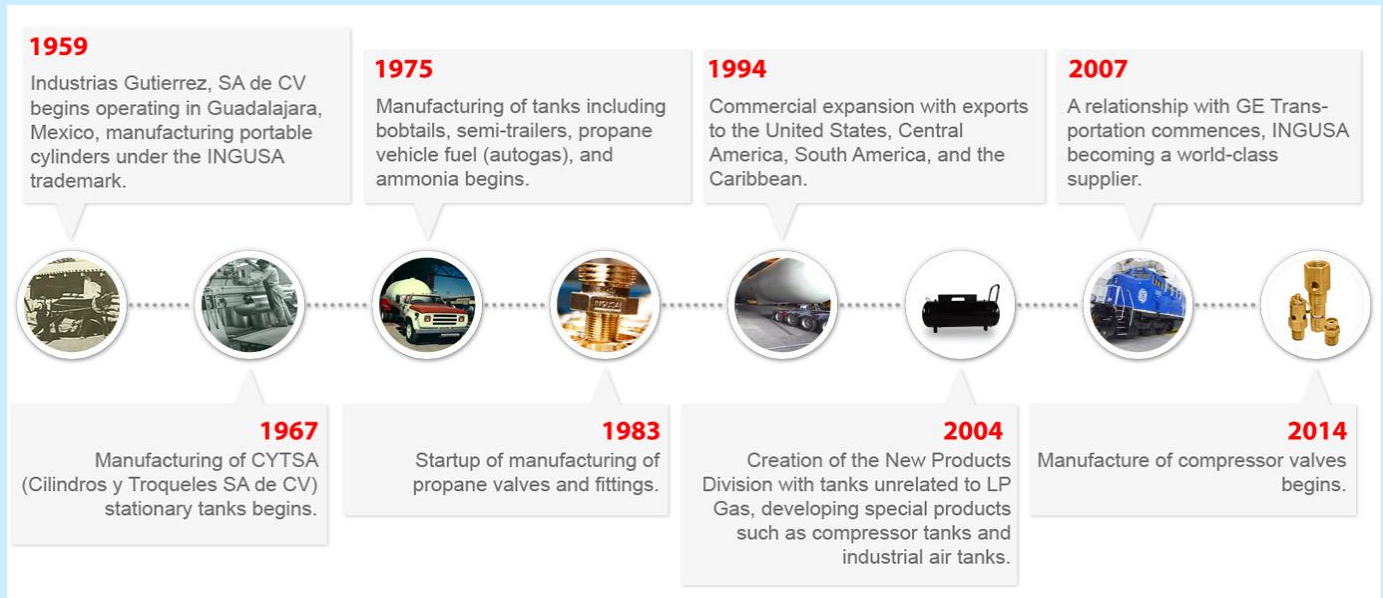 1959
Industrias Gutierrez, SA de CV
begins operating in Guadalajara,
Mexico, manufacturing portable
cylinders under the INGUSA
trademark.
1975
Manufacturing of tanks including
bobtails, semi-trailers, propane
vehicle fuel (autogas), and
ammonia begins.
1994
Commercial expansion with exports
to the United States, Central
America, South America, and the
Caribbean.
2007
A relationship with GE Trans-
portation commences, INGUSA
becoming a world-class
supplier.
INGUSA
1967
Manufacturing of CYTSA
(Cilindros y Troqueles SA de CV)
stationary tanks begins.
1983
Startup of manufacturing of
propane valves and fittings.
2004
Creation of the New Products
Division with tanks unrelated to LP
Gas, developing special products
such as compressor tanks and
industrial air tanks.
2014
Manufacture of compressor valves
begins.